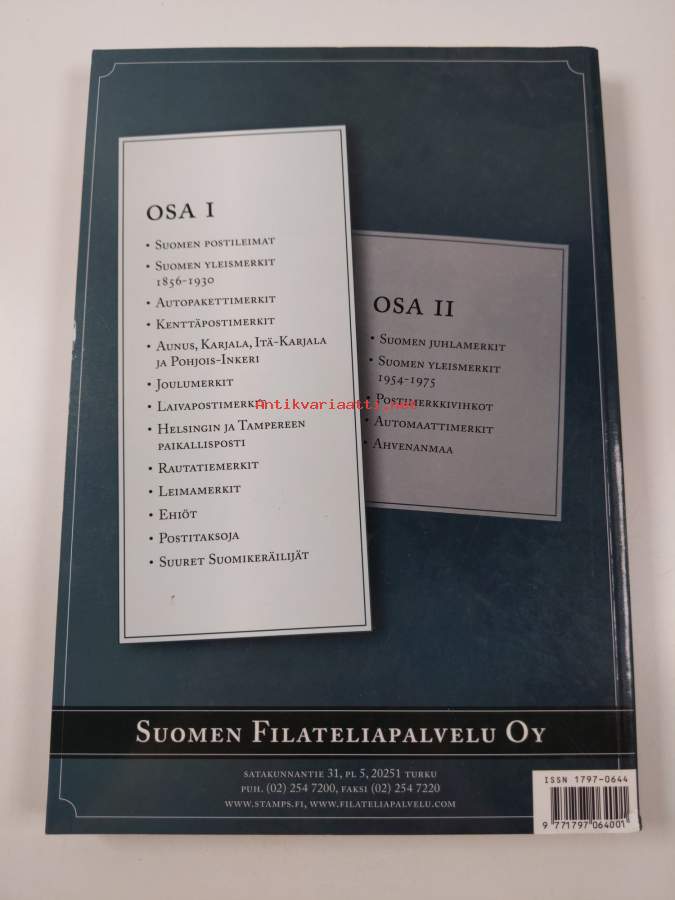 OSA I
• Suomen postileimat
• Suomen yleismerkit
1856-1930
• Autopakettimerkit
• Kenttäpostimerkit
• Aunus, Karjala, Itä-Karjala
ja Pohjois-Inkeri
• Joulumerkit
• Laivapostimerkit
• Helsingin ja Tampereen
paikallisposti
• Rautatiemerkit
• Leimamerkit
• Ehiöt
• Postitaksoja
• Suuret Suomikeräilijät
OSA II
• Suomen juhlamerkit
• Suomen yleismerkit
1954-1975
• Postimerkkivihkot
• Automaattimerkit
• Ahvenanmaa
Antikvariaatti.net
Suomen Filateliapalvelu Oy
SATAKUNNANTIE 31, PL 5, 20251 TURKU
PUH. (02) 254 7200, FAKSI (02) 254 7220
WWW.STAMPS.FI, WWW.FILATELIAPALVELU.COM
ISSN 1797-0644
9 771797 064001